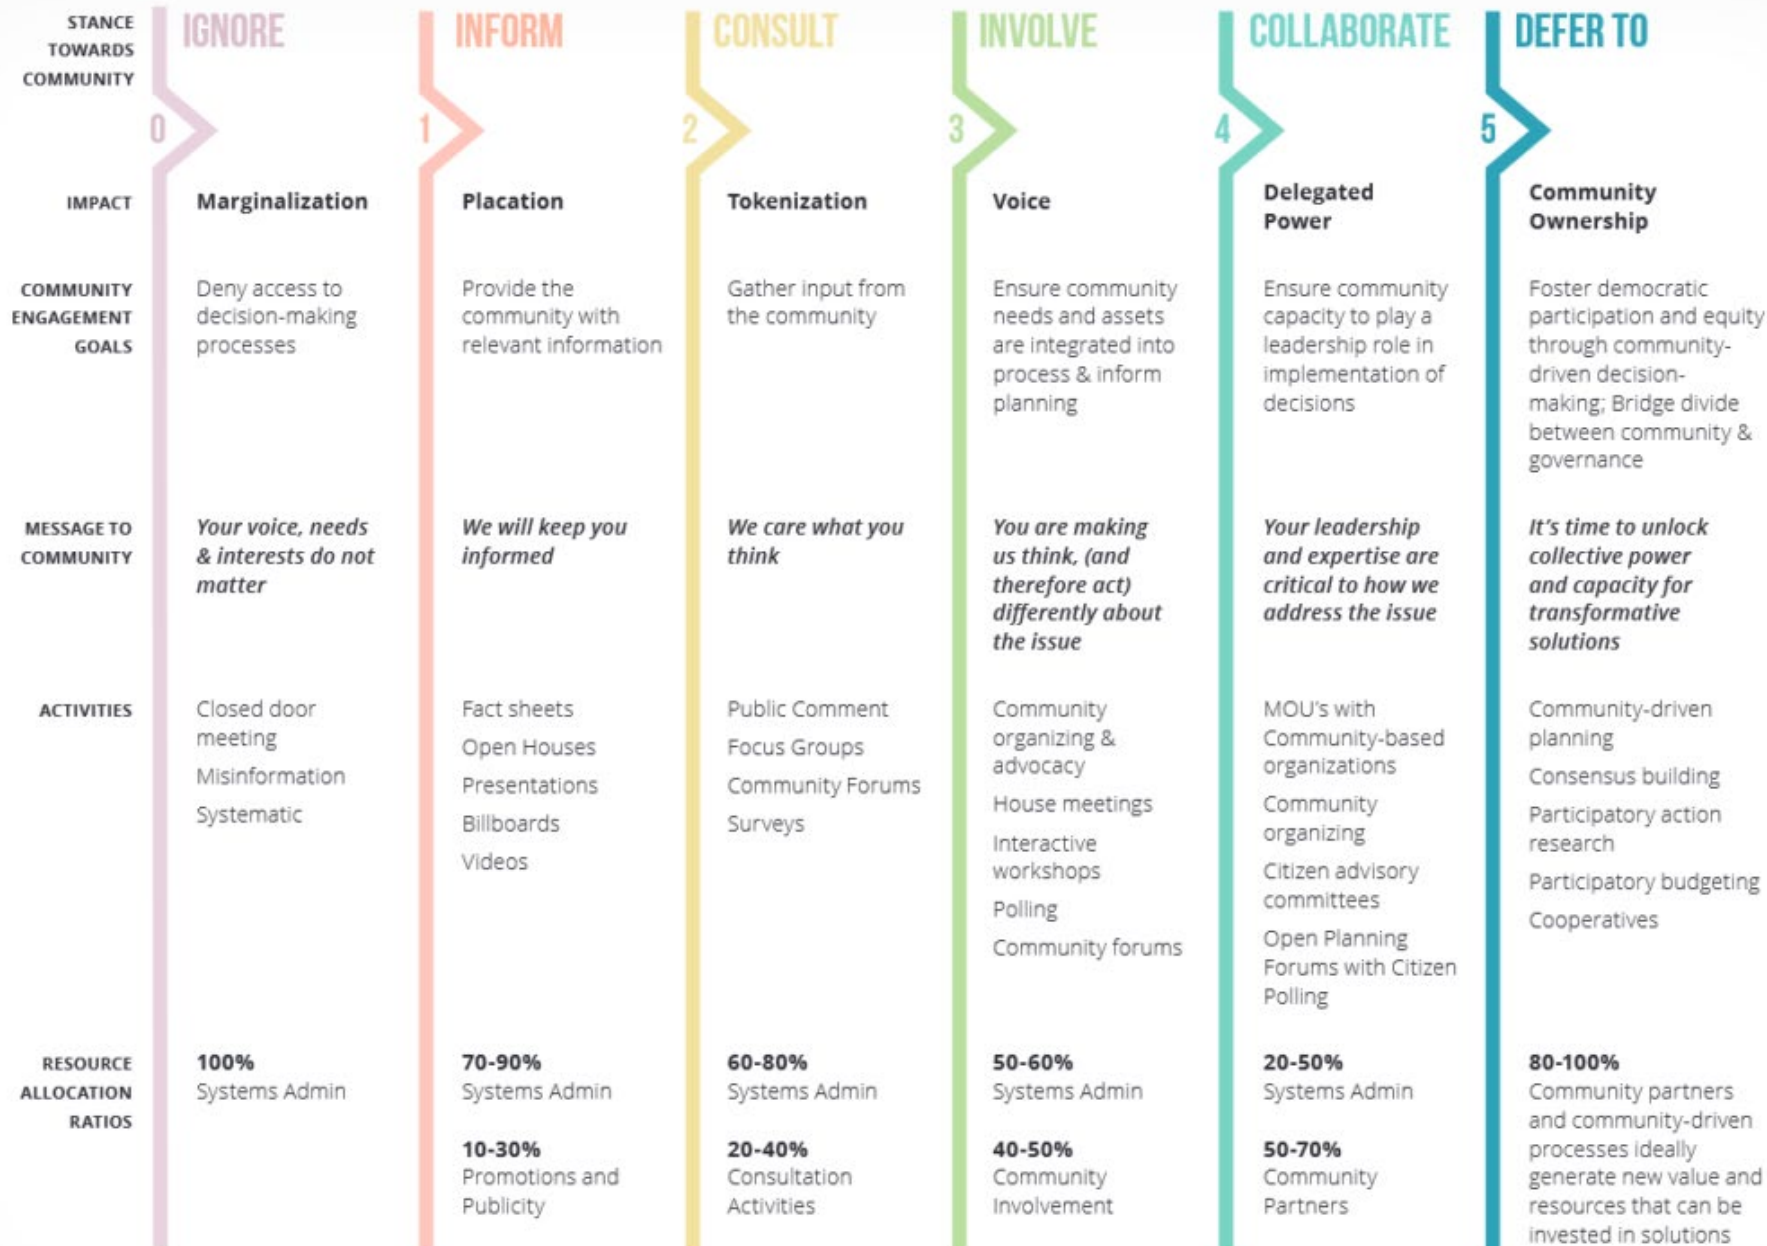 STANCE
TOWARDS
COMMUNITY
IGNORE
INFORM
CONSULT
INVOLVE
COLLABORATE
DEFER TO
0
1
2
3
4
5
IMPACT
Marginalization
Placation
Tokenization
Voice
Delegated
Power
Community
Ownership
COMMUNITY
ENGAGEMENT
GOALS
Deny access to
decision-making
processes
Provide the
community with
relevant information
Gather input from
the community
Ensure community
needs and assets
are integrated into
process & inform
planning
Ensure community
capacity to play a
leadership role in
implementation of
decisions
Foster democratic
participation and equity
through community-
driven decision-
making; Bridge divide
between community &
governance
MESSAGE TO
COMMUNITY
Your voice, needs
& interests do not
matter
We will keep you
informed
We care what you
think
You are making
us think, (and
therefore act)
differently about
the issue
Your leadership
and expertise are
critical to how we
address the issue
It's time to unlock
collective power
and capacity for
transformative
solutions
ACTIVITIES
Closed door
meeting
Misinformation
Systematic
Fact sheets
Open Houses
Presentations
Billboards
Videos
Public Comment
Focus Groups
Community Forums
Surveys
Community
organizing &
advocacy
House meetings
Interactive
workshops
Polling
Community forums
MOU's with
Community-based
organizations
Community
organizing
Citizen advisory
committees
Open Planning
Forums with Citizen
Polling
Community-driven
planning
Consensus building
Participatory action
research
Participatory budgeting
Cooperatives
RESOURCE
ALLOCATION
RATIOS
100%
Systems Admin
70-90%
Systems Admin
10-30%
Promotions and
Publicity
60-80%
Systems Admin
20-40%
Consultation
Activities
50-60%
Systems Admin
40-50%
Community
Involvement
20-50%
Systems Admin
50-70%
Community
Partners
80-100%
Community partners
and community-driven
processes ideally
generate new value and
resources that can be
invested in solutions